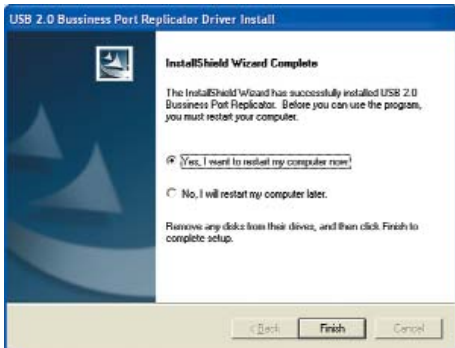 USB 2.0 Bussiness Port Replicator Driver Install
InstallShield Wizard Complete
The InstallShield Wizard has successfully installed USB 2.0
Bussiness Port Replicator. Before you can use the program,
you must restart your computer.
Yes, I want to restart my computer now.
No, I will restart my computer later.
Remove any disks from their drives, and then click Finish to
complete setup.
< Back
Finish
Cancel